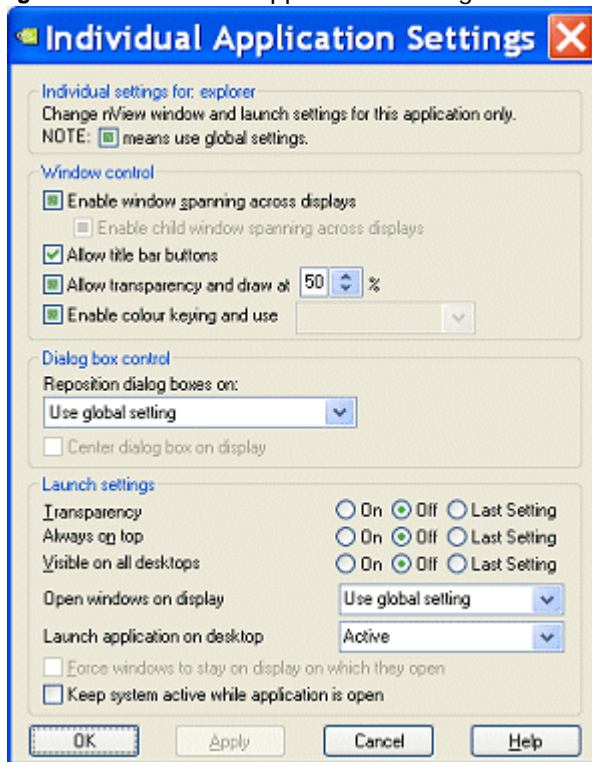 Individual Application Settings
Individual settings for: explorer
Change nView window and launch settings for this application only.
NOTE: means use global settings.
Window control
Enable window spanning across displays
Enable child window spanning across displays
Allow title bar buttons
Allow transparency and draw at 50 %
Enable colour keying and use
Dialog box control
Reposition dialog boxes on:
Use global setting
Center dialog box on display
Launch settings
Transparency On Off Last Setting
Always on top On Off Last Setting
Visible on all desktops On Off Last Setting
Open windows on display Use global setting
Launch application on desktop Active
Force windows to stay on display on which they open
Keep system active while application is open
OK Apply Cancel Help